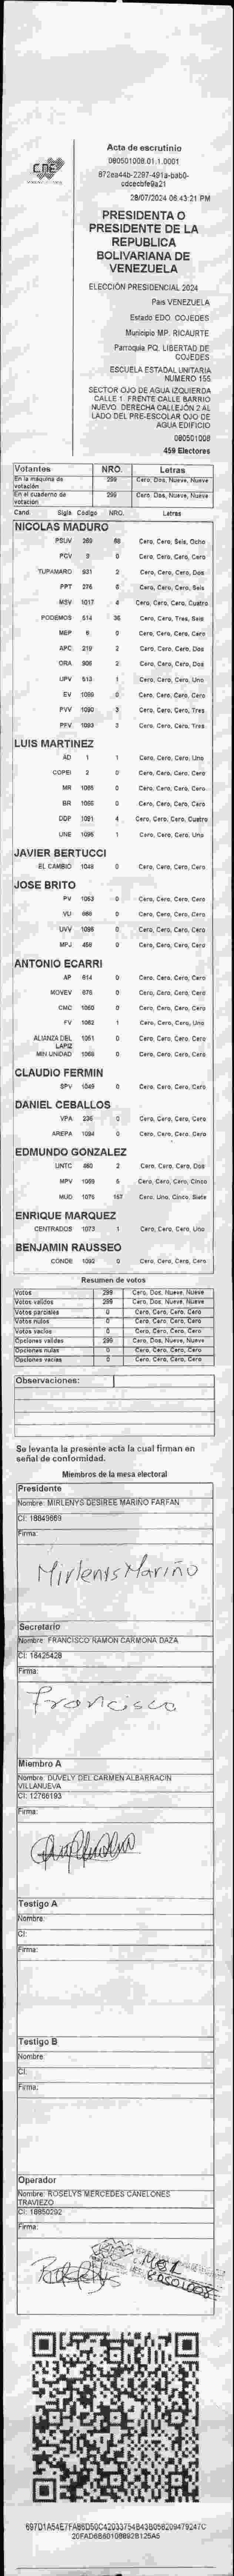 CNE
Acta de escrutinio
080501008.01.1.0001
872ea44b-2297-491a-bab0-
cdcecbfe9a21
28/07/2024 06:43:21 PM
PRESIDENTA O
PRESIDENTE DE LA
REPUBLICA
BOLIVARIANA DE
VENEZUELA
ELECCIÓN PRESIDENCIAL 2024
Pais VENEZUELA
Estado EDO. COJEDES
Municipio MP. RICAURTE
Parroquia PQ. LIBERTAD DE
COJEDES
ESCUELA ESTADAL UNITARIA
NUMERO 155
SECTOR OJO DE AGUA IZQUIERDA
CALLE 1. FRENTE CALLE BARRIO
NUEVO. DERECHA CALLEJÓN 2 AL
LADO DEL PRE-ESCOLAR OJO DE
AGUA EDIFICIO
080501008
459 Electores
Votantes NRO. Letras
En la máquina de votación 299 Cero, Dos, Nueve, Nueve
En el cuaderno de votación 299 Cero, Dos, Nueve, Nueve
Cand. Sigla Código NRO. Letras
NICOLAS MADURO
PSUV 269 68 Cero, Cero, Seis, Ocho
PCV 0 Cero, Cero, Cero, Cero
TUPAMARO 931 2 Cero, Cero, Cero, Dos
PPT 276 6 Cero, Cero, Cero, Seis
MSV 1017 4 Cero, Cero, Cero, Cuatro
PODEMOS 514 36 Cero, Cero, Tres, Seis
MEP 6 0 Cero, Cero, Cero, Cero
APC 219 2 Cero, Cero, Cero, Dos
ORA 906 2 Cero, Cero, Cero, Dos
UPV 513 1 Cero, Cero, Cero, Uno
EV 1089 0 Cero, Cero, Cero, Cero
PVV 1090 3 Cero, Cero, Cero, Tres
PFV 1093 3 Cero, Cero, Cero, Tres
LUIS MARTINEZ
AD 1 1 Cero, Cero, Cero, Uno
COPEI 2 0 Cero, Cero, Cero, Cero
MR 1088 0 Cero, Cero, Cero, Cero
BR 1066 0 Cero, Cero, Cero, Cero
DDP 1091 4 Cero, Cero, Cero, Cuatro
UNE 1096 1 Cero, Cero, Cero, Uno
JAVIER BERTUCCI
EL CAMBIO 1048 0 Cero, Cero, Cero, Cero
JOSE BRITO
PV 1063 0 Cero, Cero, Cero, Cero
VU 668 0 Cero, Cero, Cero, Cero
UVV 1086 0 Cero, Cero, Cero, Cero
MPJ 458 0 Cero, Cero, Cero, Cero
ANTONIO ECARRI
AP 614 0 Cero, Cero, Cero, Cero
MOVEV 676 0 Cero, Cero, Cero, Cero
CMC 1060 0 Cero, Cero, Cero, Cero
FV 1082 1 Cero, Cero, Cero, Uno
ALIANZA DEL LAPIZ 1051 0 Cero, Cero, Cero, Cero
MIN UNIDAD 1068 0 Cero, Cero, Cero, Cero
CLAUDIO FERMIN
SPV 1049 0 Cero, Cero, Cero, Cero
DANIEL CEBALLOS
VPA 236 0 Cero, Cero, Cero, Cero
AREPA 1094 0 Cero, Cero, Cero, Cero
EDMUNDO GONZALEZ
UNTC 460 2 Cero, Cero, Cero, Dos
MPV 1069 5 Cero, Cero, Cero, Cinco
MUD 1075 157 Cero, Uno, Cinco, Siete
ENRIQUE MARQUEZ
CENTRADOS 1073 1 Cero, Cero, Cero, Uno
BENJAMIN RAUSSEO
CONDE 1092 0 Cero, Cero, Cero, Cero
Resumen de votos
Votos 299 Cero, Dos, Nueve, Nueve
Votos validos 299 Cero, Dos, Nueve, Nueve
Votos parciales 0 Cero, Cero, Cero, Cero
Votos nulos 0 Cero, Cero, Cero, Cero
Votos vacíos 0 Cero, Cero, Cero, Cero
Opciones validas 299 Cero, Dos, Nueve, Nueve
Opciones nulas 0 Cero, Cero, Cero, Cero
Opciones vacías 0 Cero, Cero, Cero, Cero
Observaciones:
Se levanta la presente acta la cual firman en
señal de conformidad.
Miembros de la mesa electoral
Presidente
Nombre: MIRLENYS DESIREE MARIÑO FARFAN
CI: 18849669
Firma:
Mirlenis Mariño
Secretario
Nombre: FRANCISCO RAMON CARMONA DAZA
CI: 16425428
Firma:
Francisco
Miembro A
Nombre: DUVELY DEL CARMEN ALBARRACIN
VILLANUEVA
CI: 12766193
Firma:
Testigo A
Nombre:
CI:
Firma:
Testigo B
Nombre:
CI:
Firma:
Operador
Nombre: ROSELYS MERCEDES CANELONES
TRAVIEZO
CI: 18850292
Firma: